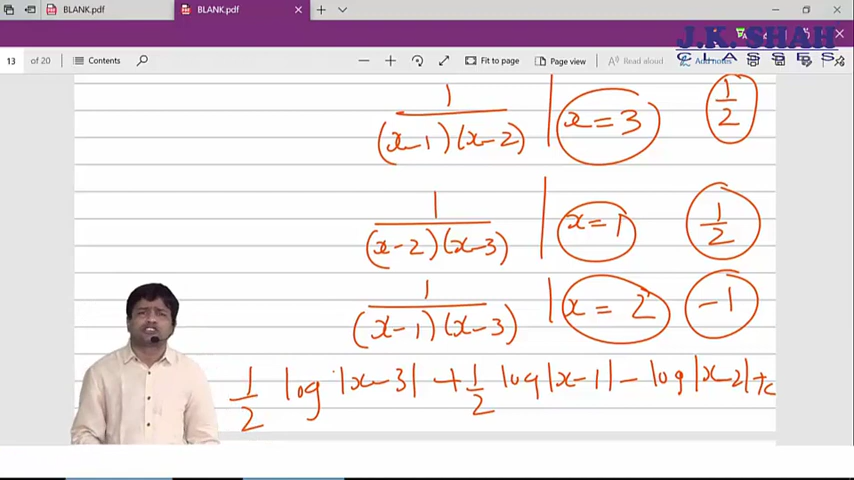 BLANK.pdf
BLANK.pdf
J.K. SHAH
CLASSES
13 of 20 Contents Fit to page Page view Read aloud Add notes
1/((x-1)(x-2)) | x=3 1/2
1/((x-2)(x-3)) | x=1 1/2
1/((x-1)(x-3)) | x=2 -1
1/2 log|x-3| + 1/2 log|x-1| - log|x-2| + c